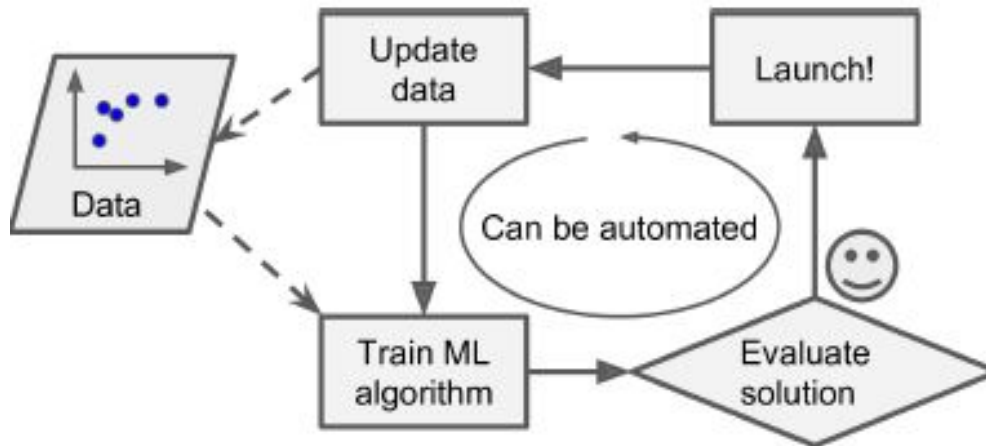 Update
data
Launch!
Data
Can be automated
Train ML
algorithm
Evaluate
solution